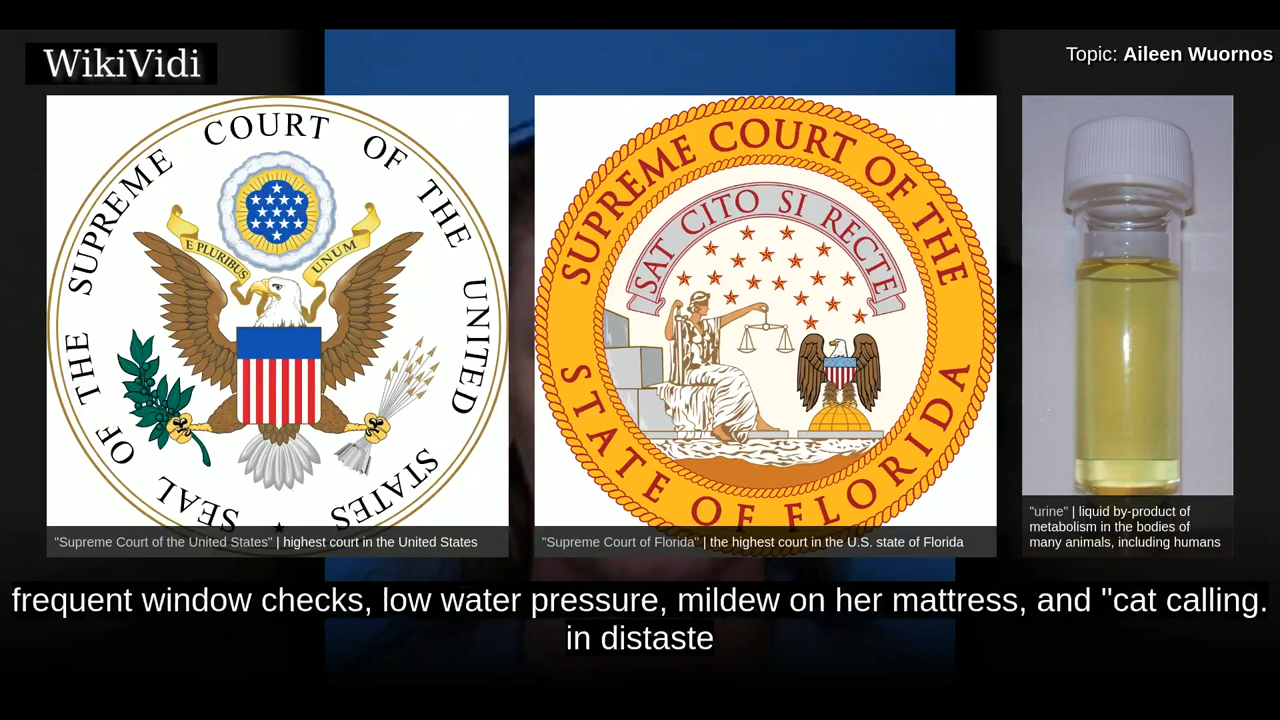 WikiVidi
Topic: Aileen Wuornos
SEAL OF THE SUPREME COURT OF THE UNITED STATES
E PLURIBUS UNUM
"Supreme Court of the United States" | highest court in the United States
SUPREME COURT OF THE STATE OF FLORIDA
SAT CITO SI RECTE
"Supreme Court of Florida" | the highest court in the U.S. state of Florida
"urine" | liquid by-product of
metabolism in the bodies of
many animals, including humans
frequent window checks, low water pressure, mildew on her mattress, and "cat calling.
in distaste